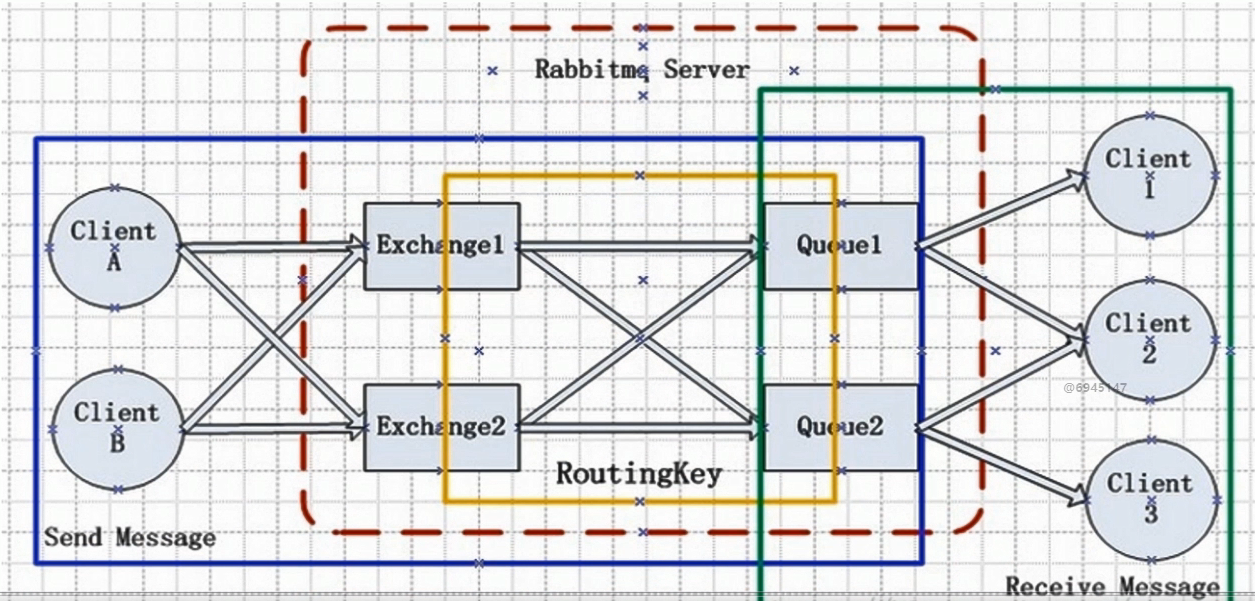 Rabbitmq Server
Client
1
Client
A
Exchange1
Queue1
Client
2
@6945147
Client
B
Exchange2
Queue2
RoutingKey
Client
3
Send Message
Receive Message